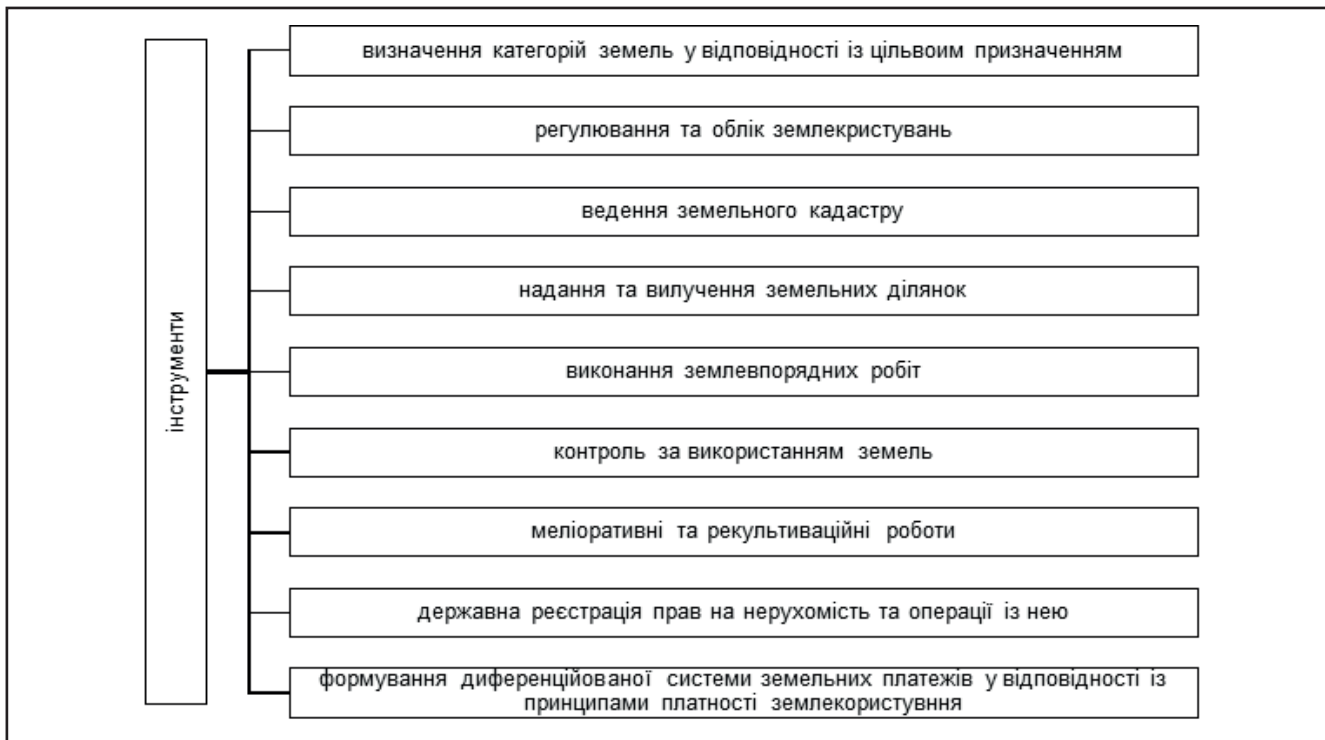 інструменти
визначення категорій земель у відповідності із цільвоим призначенням
регулювання та облік землекристувань
ведення земельного кадастру
надання та вилучення земельних ділянок
виконання землевпорядних робіт
контроль за використанням земель
меліоративні та рекультиваційні роботи
державна реєстрація прав на нерухомість та операції із нею
формування диференційованої системи земельних платежів у відповідності із
принципами платності землекористувння